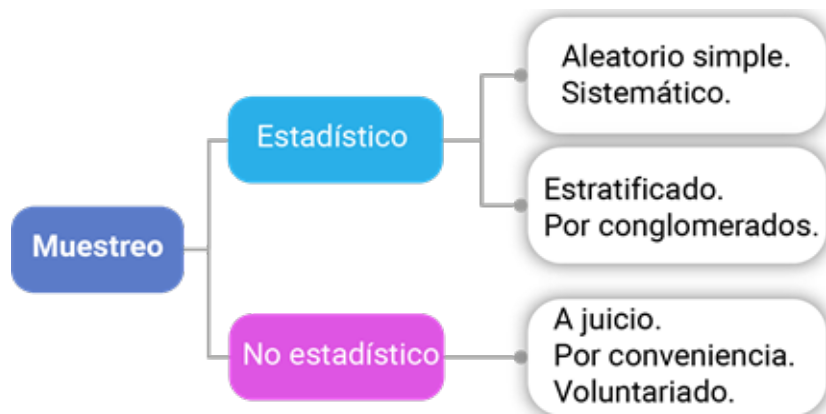 Muestreo
Estadístico
Aleatorio simple.
Sistemático.
Estratificado.
Por conglomerados.
No estadístico
A juicio.
Por conveniencia.
Voluntariado.